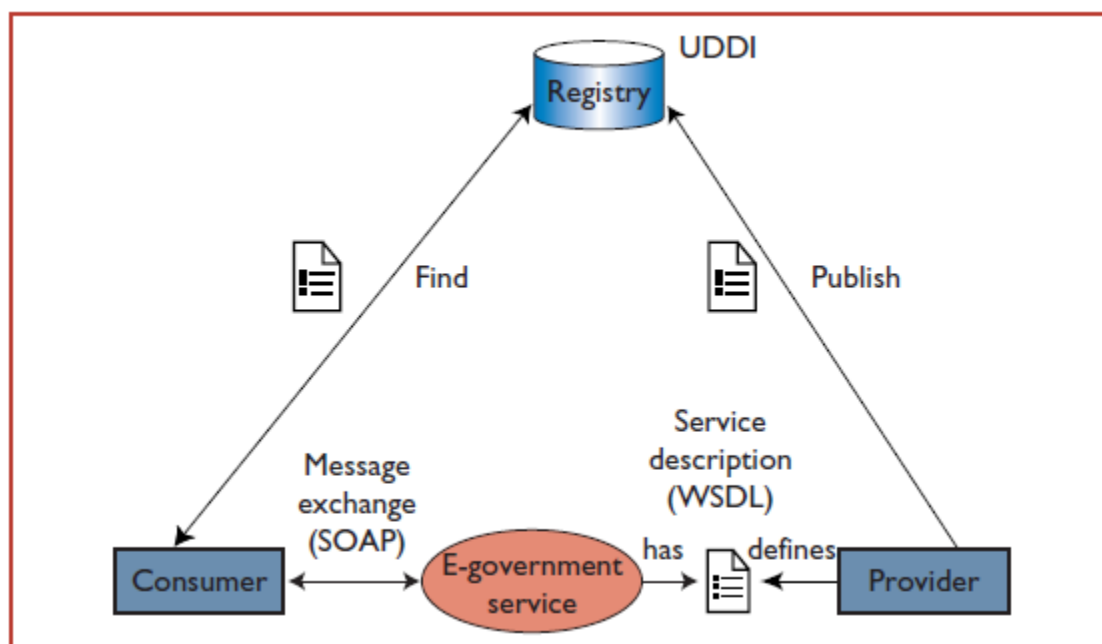 UDDI
Registry
Find
Publish
Service
description
(WSDL)
Message
exchange
(SOAP)
Consumer
E-government
service
has
defines
Provider